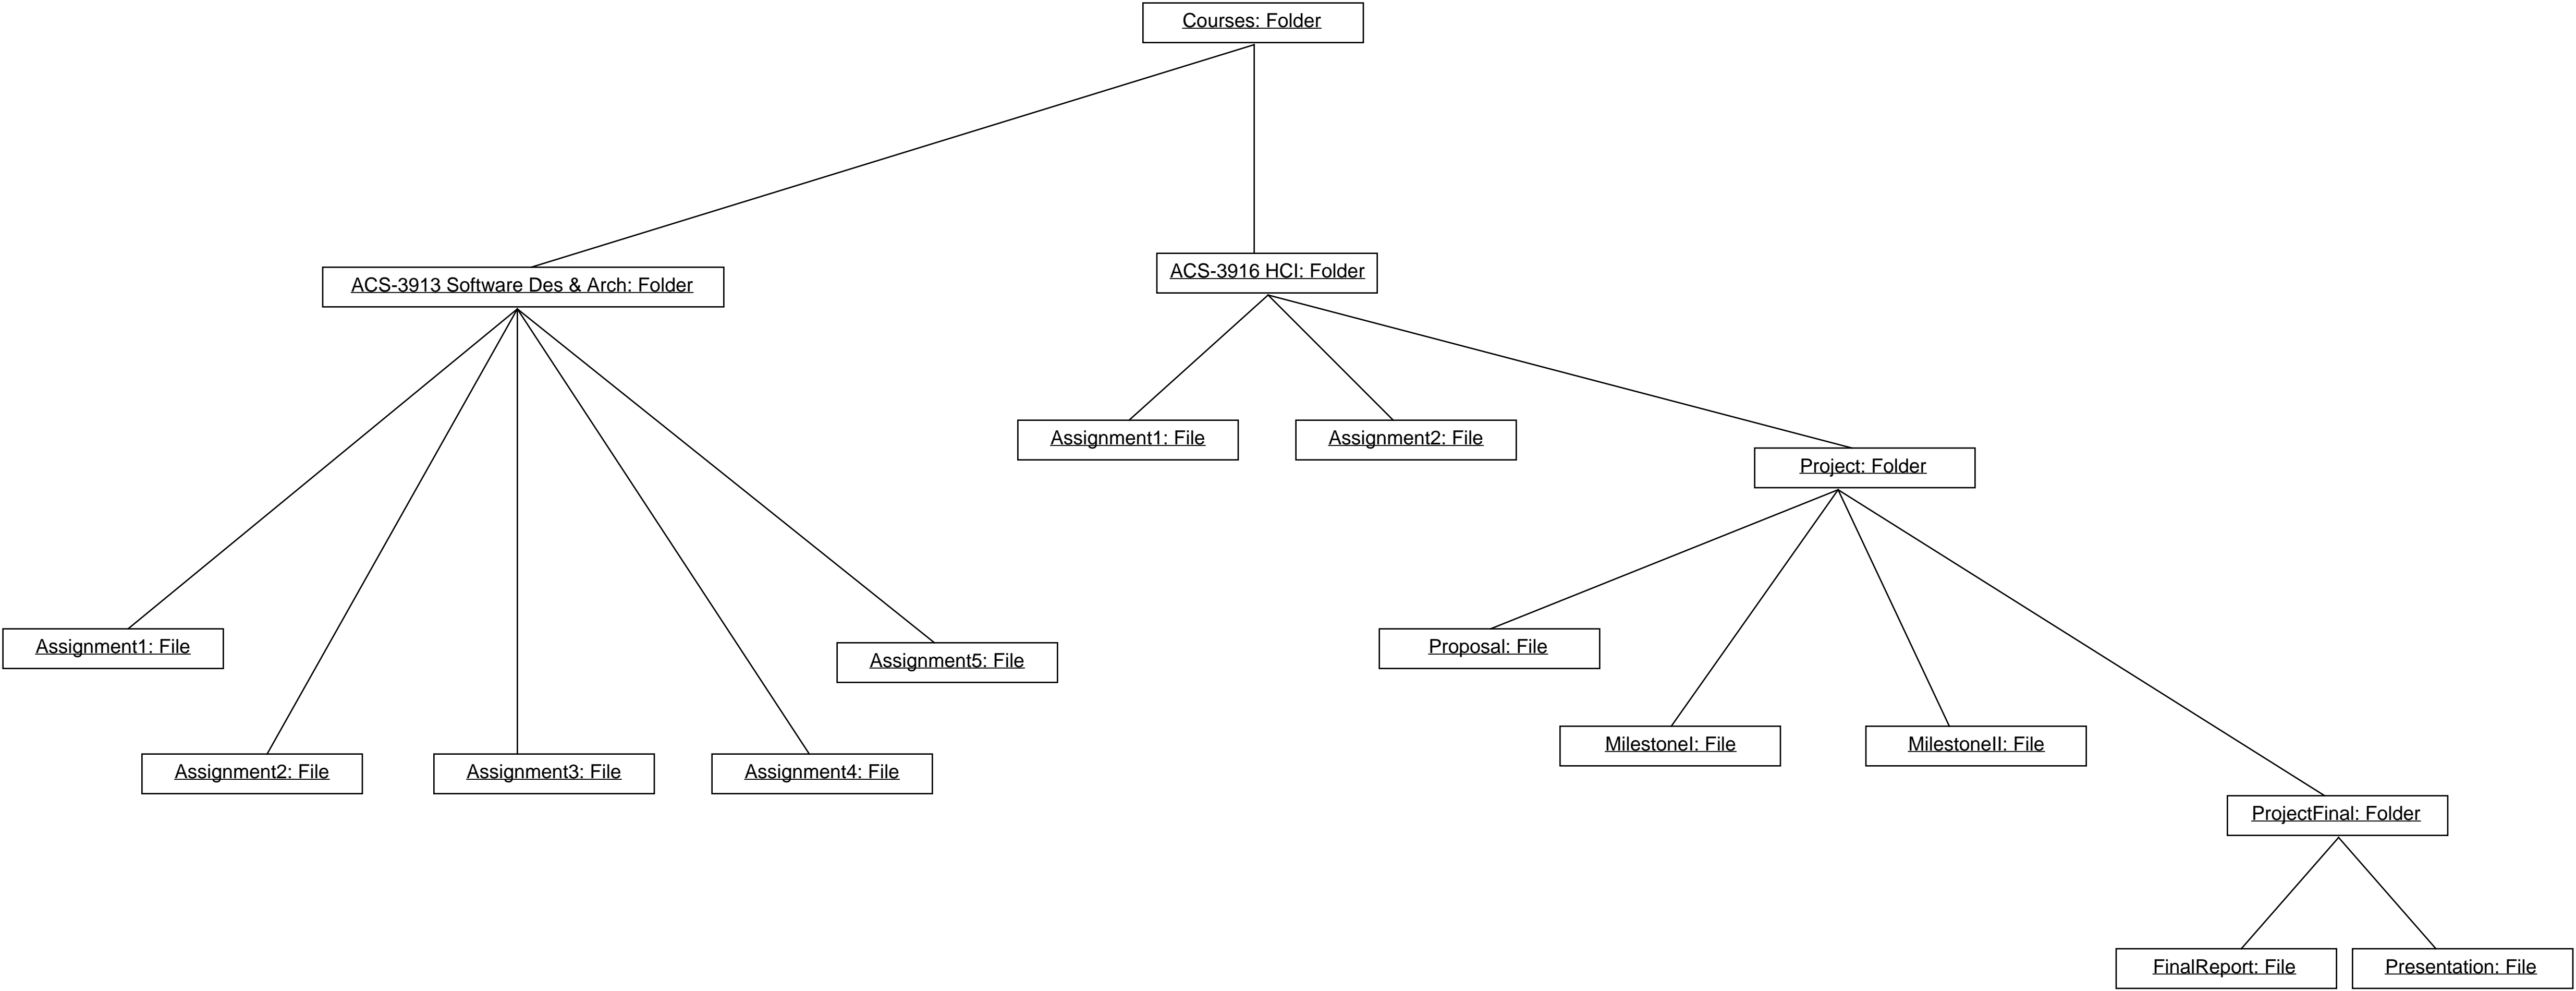 Courses: Folder
ACS-3913 Software Des & Arch: Folder
ACS-3916 HCI: Folder
Assignment1: File
Assignment2: File
Project: Folder
Assignment1: File
Assignment5: File
Proposal: File
MilestoneI: File
MilestoneII: File
Assignment2: File
Assignment3: File
Assignment4: File
ProjectFinal: Folder
FinalReport: File
Presentation: File